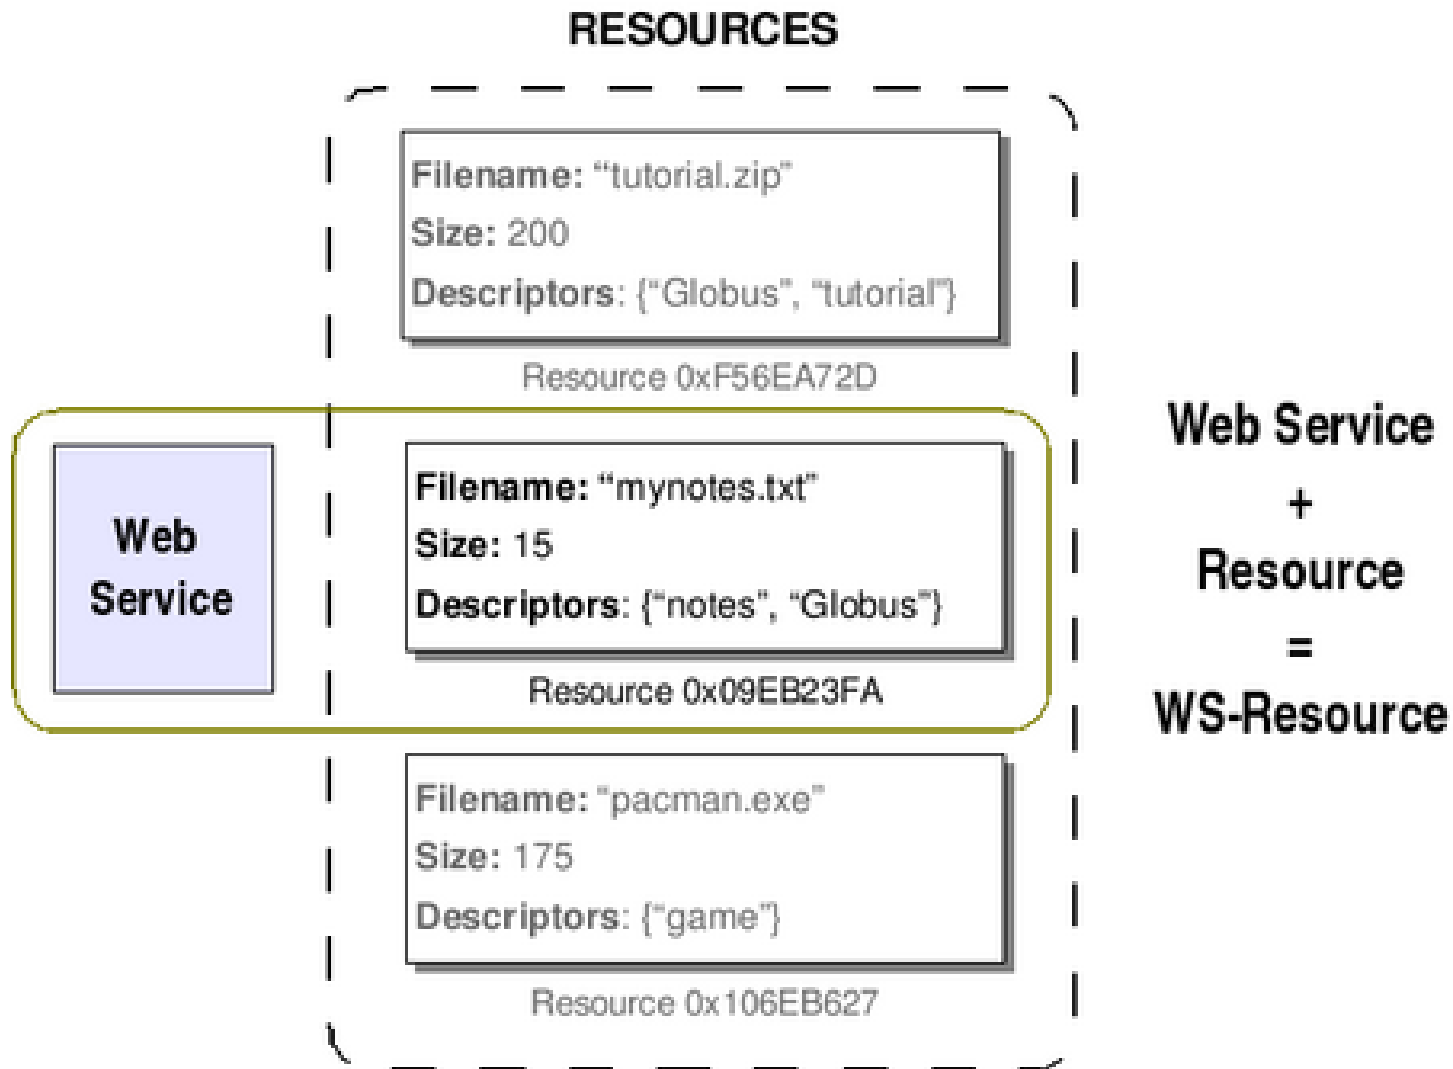 RESOURCES
Filename: “tutorial.zip”
Size: 200
Descriptors: {“Globus”, “tutorial”}
Resource 0xF56EA72D
Web
Service
Filename: “mynotes.txt”
Size: 15
Descriptors: {“notes”, “Globus”}
Resource 0x09EB23FA
Filename: “pacman.exe”
Size: 175
Descriptors: {“game”}
Resource 0x106EB627
Web Service
+
Resource
=
WS-Resource